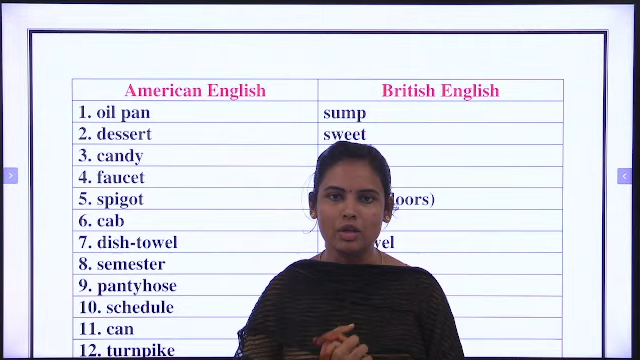 American English British English
1. oil pan sump
2. dessert sweet
3. candy
4. faucet
5. spigot doors)
6. cab
7. dish-towel
8. semester
9. pantyhose
10. schedule
11. can
12. turnpike